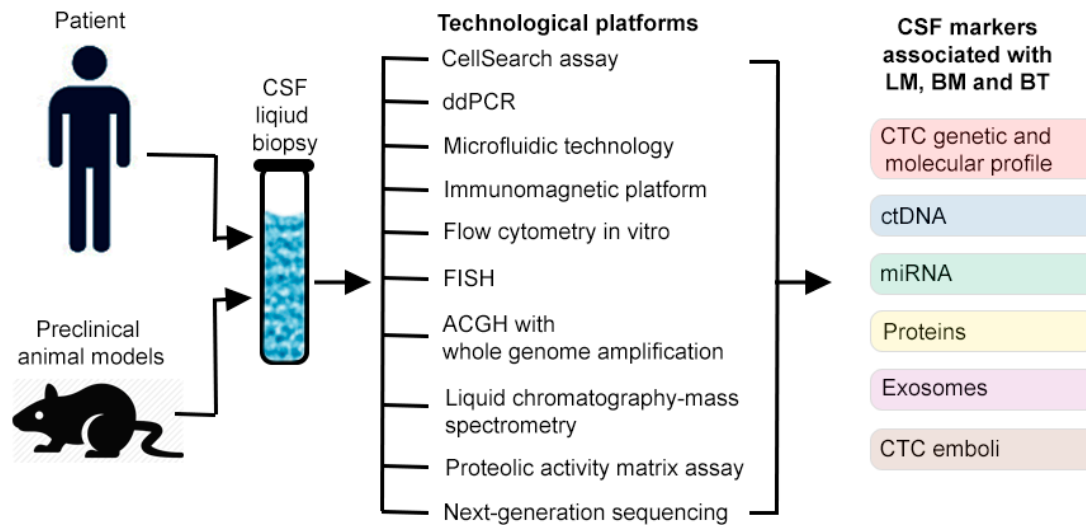 Patient
Preclinical
animal models
CSF
liqiud
biopsy
Technological platforms
CellSearch assay
ddPCR
Microfluidic technology
Immunomagnetic platform
Flow cytometry in vitro
FISH
ACGH with
whole genome amplification
Liquid chromatography-mass
spectrometry
Proteolic activity matrix assay
Next-generation sequencing
CSF markers
associated with
LM, BM and BT
CTC genetic and
molecular profile
ctDNA
miRNA
Proteins
Exosomes
CTC emboli